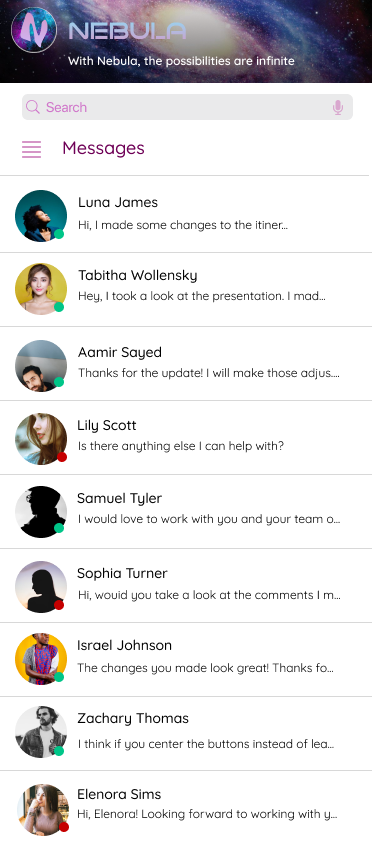 N NEBULA
With Nebula, the possibilities are infinite
Search
Messages
Luna James
Hi, I made some changes to the itiner...
Tabitha Wollensky
Hey, I took a look at the presentation. I mad...
Aamir Sayed
Thanks for the update! I will make those adjus....
Lily Scott
Is there anything else I can help with?
Samuel Tyler
I would love to work with you and your team o...
Sophia Turner
Hi, wouid you take a look at the comments I m...
Israel Johnson
The changes you made look great! Thanks fo...
Zachary Thomas
I think if you center the buttons instead of lea...
Elenora Sims
Hi, Elenora! Looking forward to working with y...